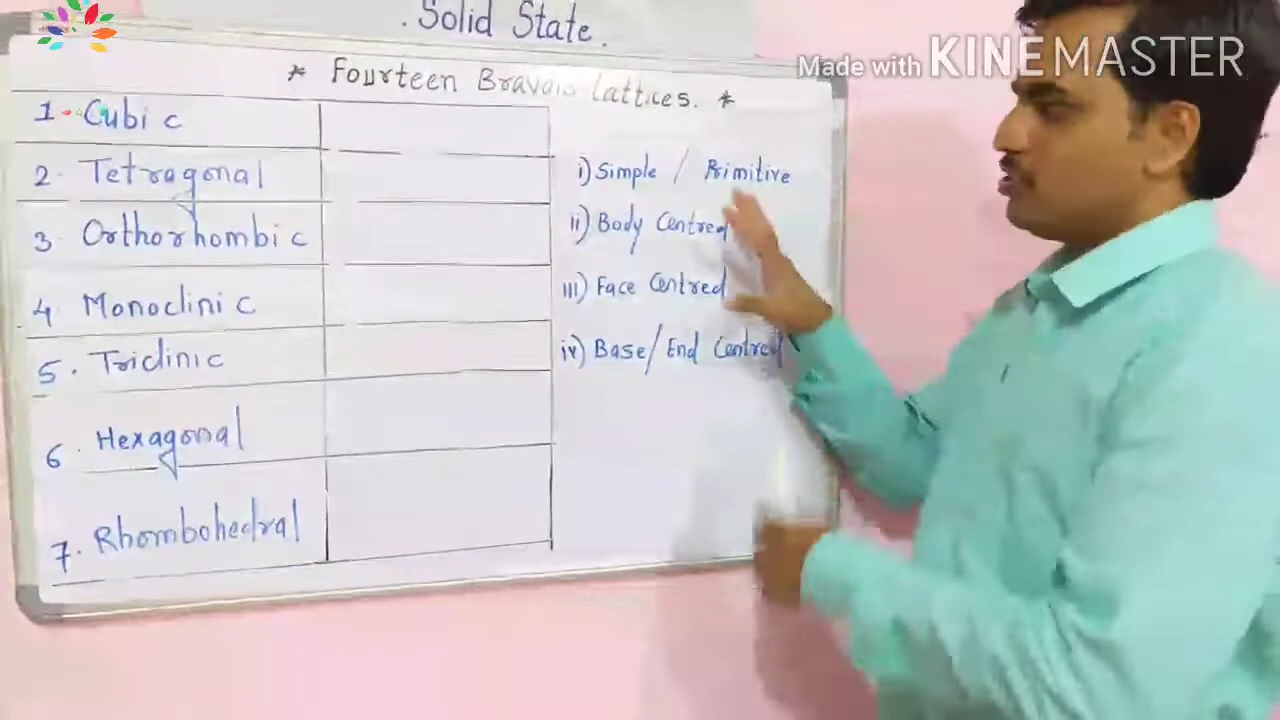 . Solid State.
* Fourteen Bravais Lattices. *
Made with KINEMASTER
1- Cubic
2. Tetragonal
3. Orthorhombic
4. Monoclinic
5. Triclinic
6. Hexagonal
7. Rhombohedral
i) Simple / Primitive
ii) Body Centred
iii) Face Centred
iv) Base/End Centred